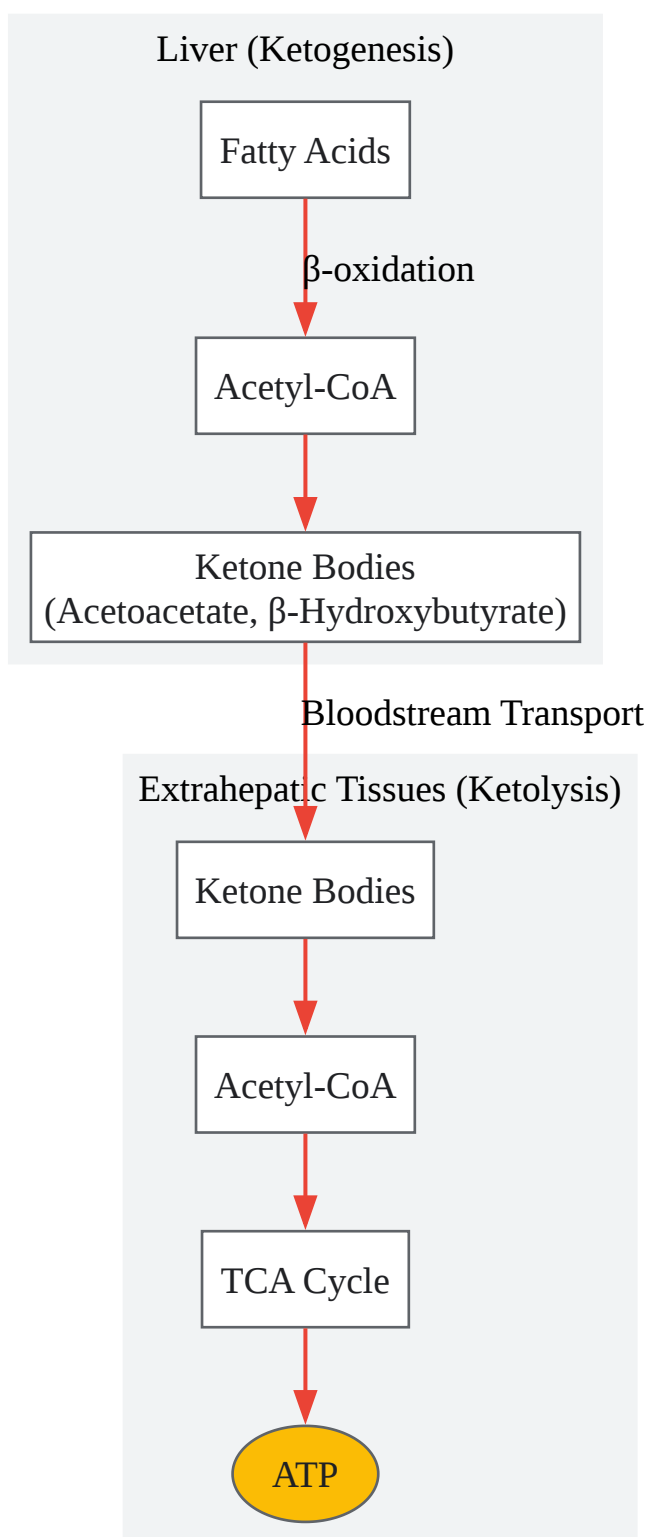 Liver (Ketogenesis)
Fatty Acids
β-oxidation
Acetyl-CoA
Ketone Bodies
(Acetoacetate, β-Hydroxybutyrate)
Bloodstream Transport
Extrahepatic Tissues (Ketolysis)
Ketone Bodies
Acetyl-CoA
TCA Cycle
ATP